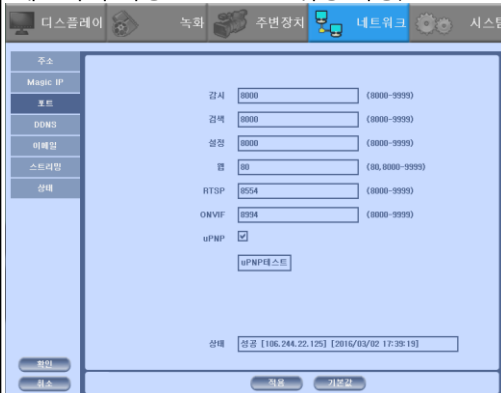 디스플레이 녹화 주변장치 네트워크 시스템
주소
Magic IP
포트
DDNS
이메일
스트리밍
상태
감시 8000 (8000-9999)
검색 8000 (8000-9999)
설정 8000 (8000-9999)
웹 80 (80,8000-9999)
RTSP 8554 (8000-9999)
ONVIF 8994 (8000-9999)
uPNP
uPNP테스트
상태 성공 [106.244.22.125] [2016/03/02 17:39:19]
확인
취소
적용 기본값